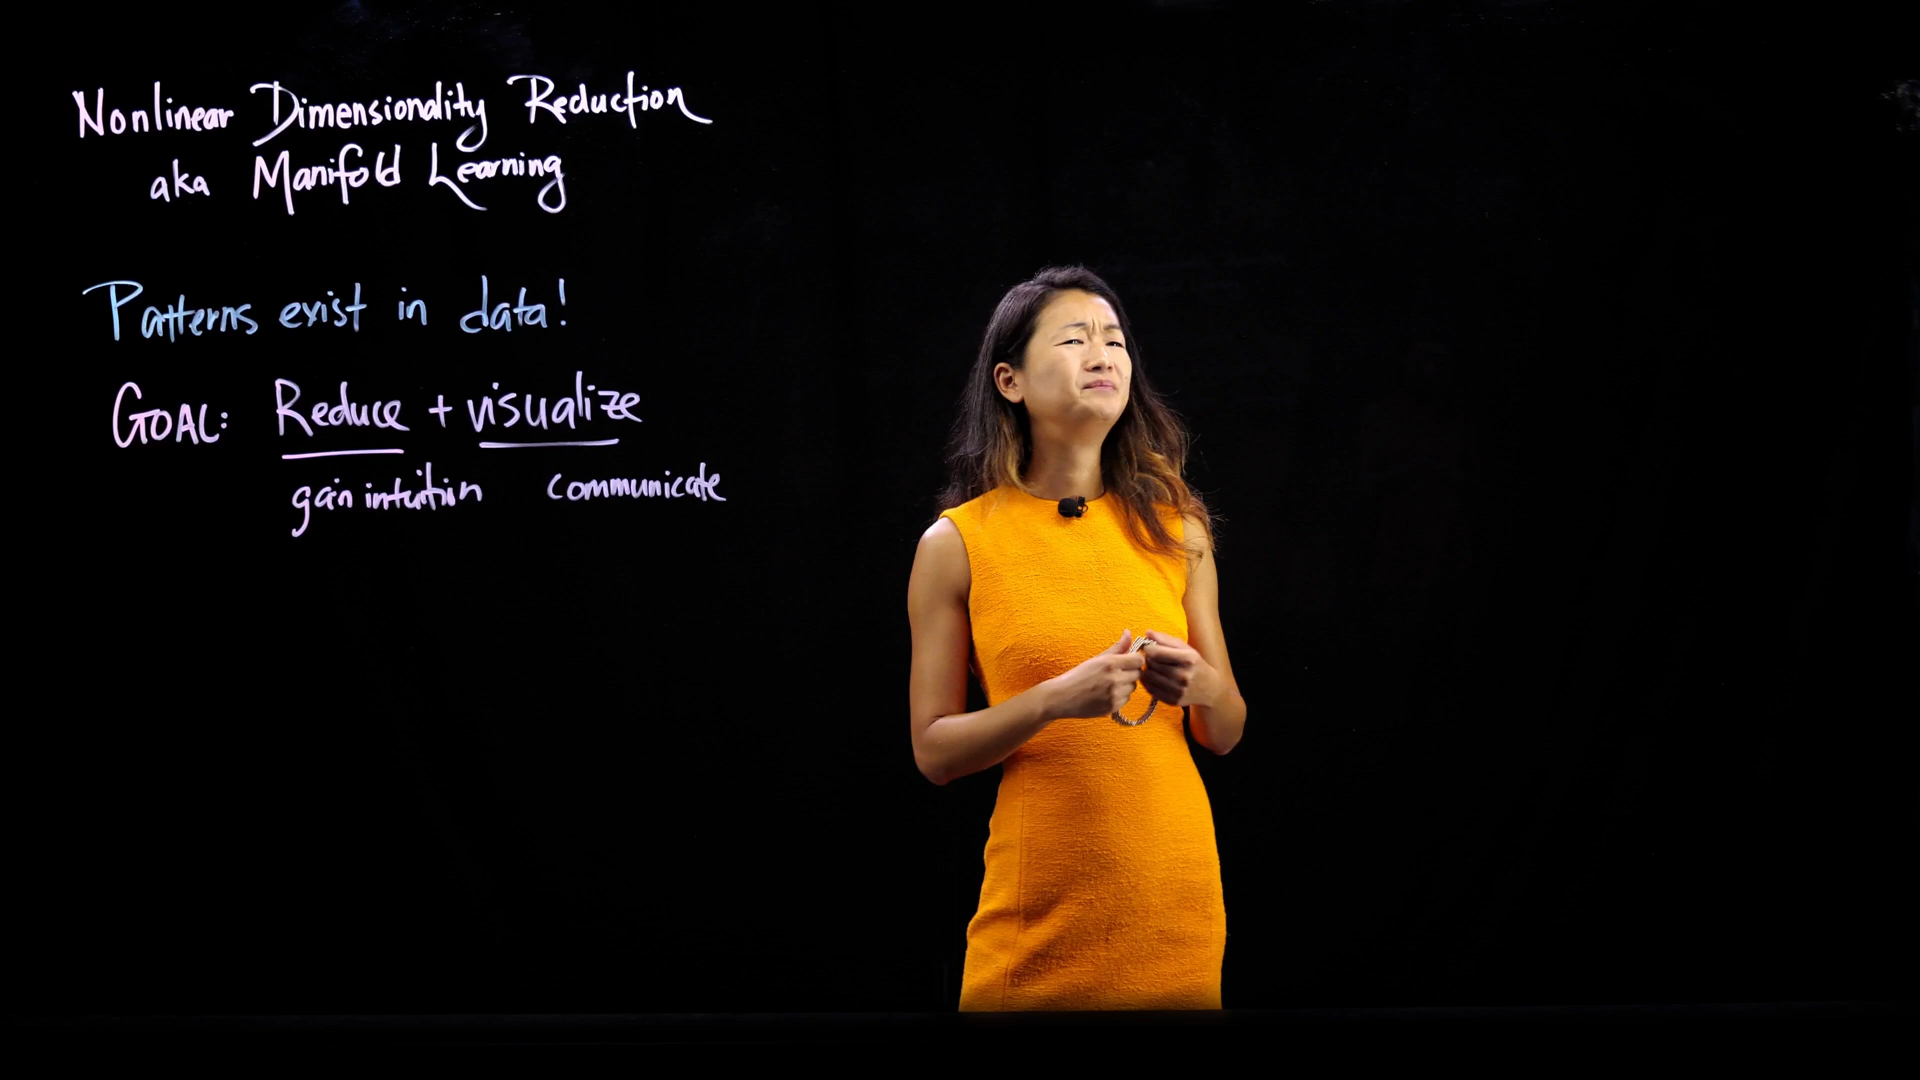 Nonlinear Dimensionality Reduction
aka Manifold Learning
Patterns exist in data!
GOAL: Reduce + visualize
gain intuition communicate